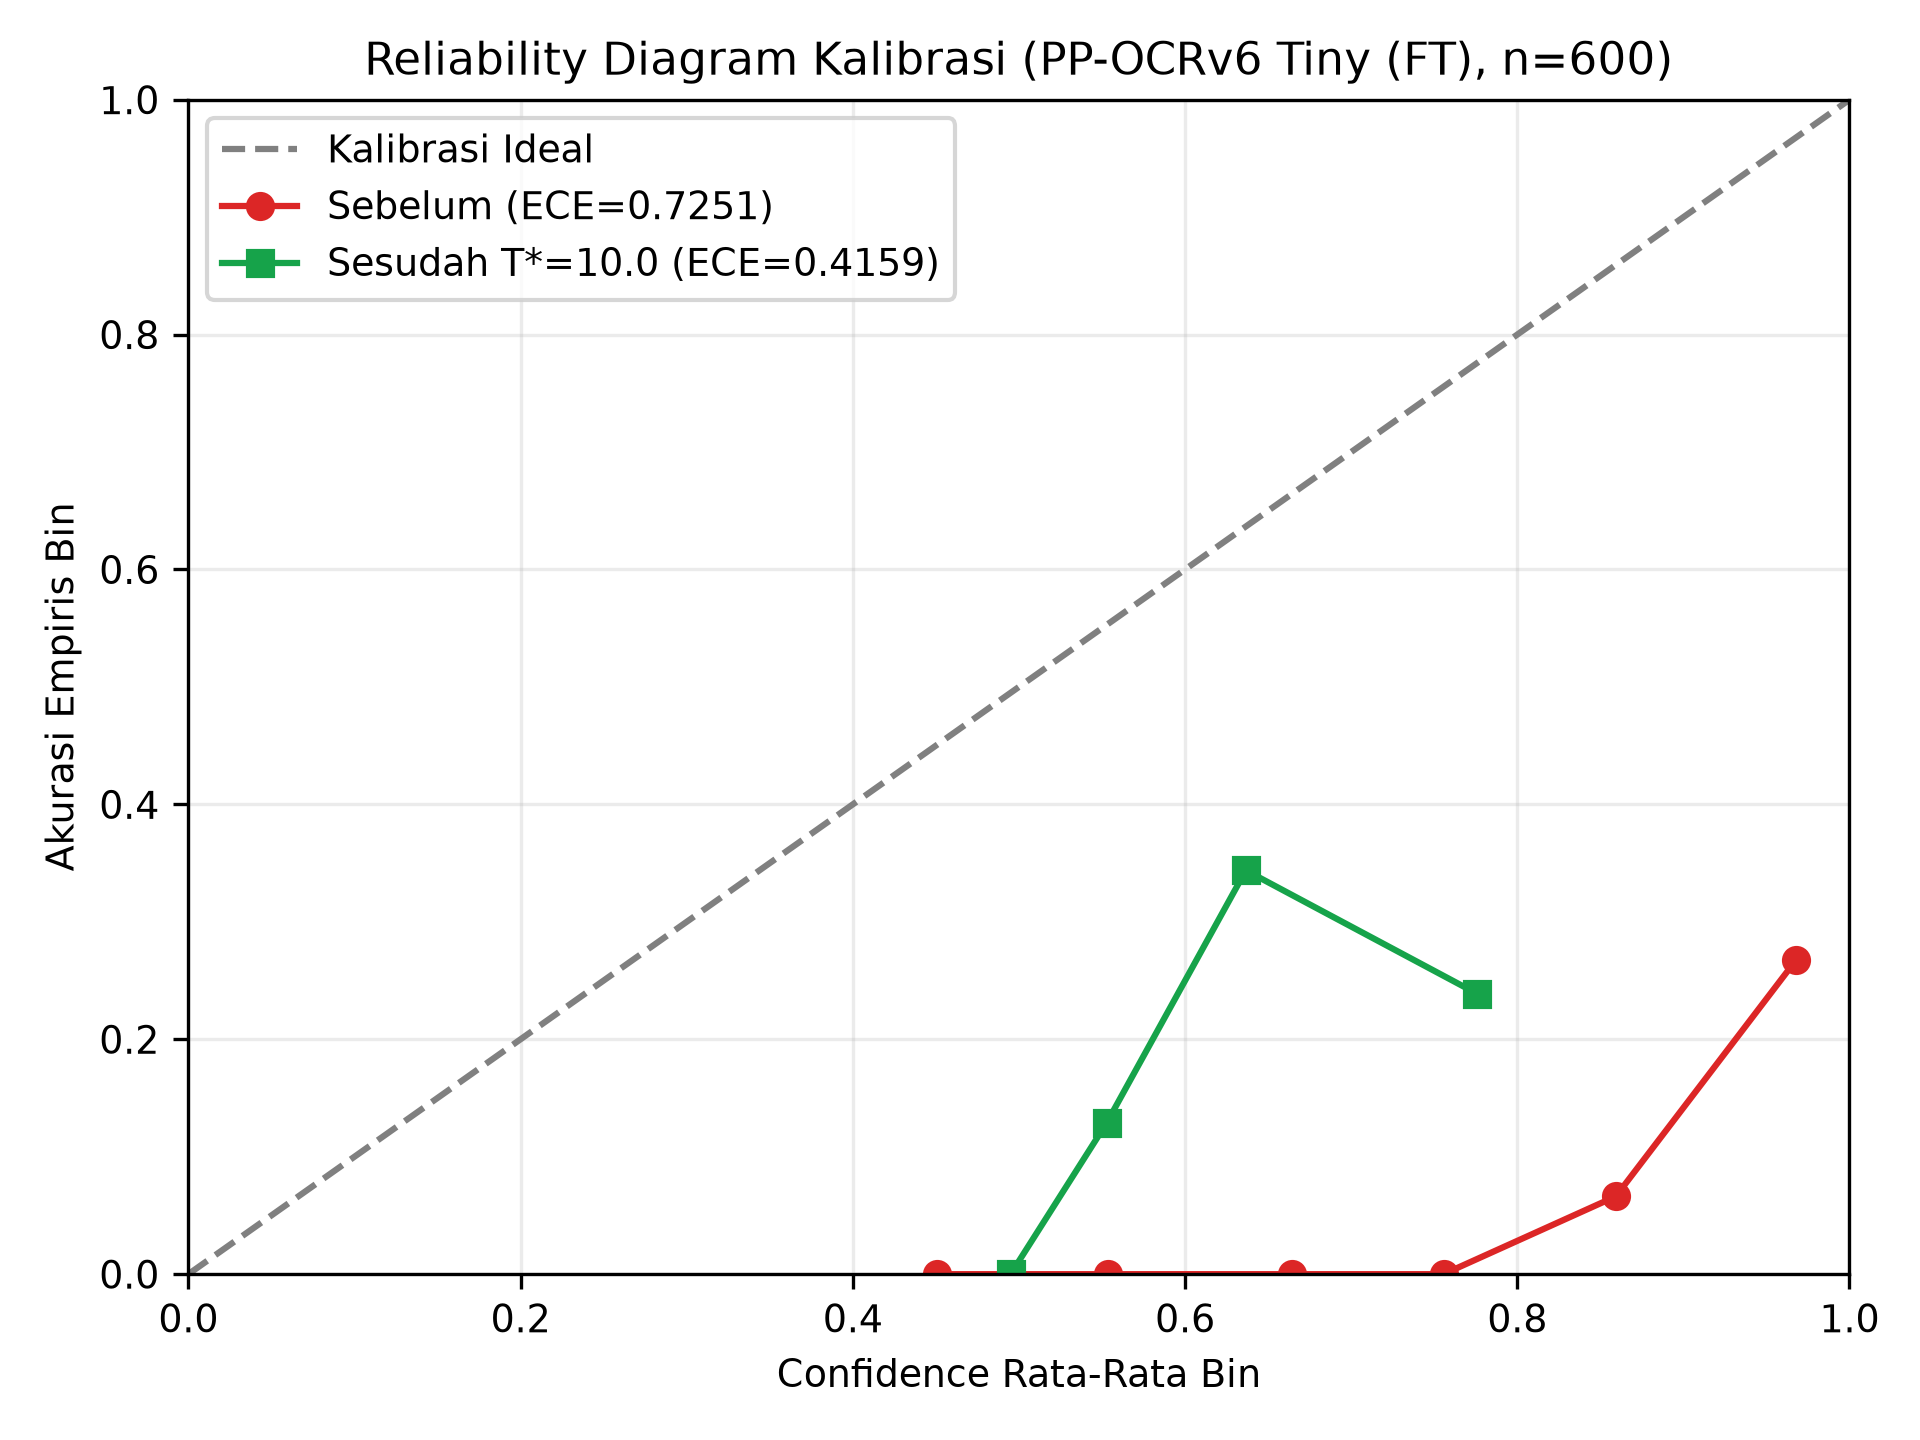 Reliability Diagram Kalibrasi (PP-OCRv6 Tiny (FT), n=600)
Kalibrasi Ideal
Sebelum (ECE=0.7251)
Sesudah T*=10.0 (ECE=0.4159)
Akurasi Empiris Bin
1.0
0.8
0.6
0.4
0.2
0.0
0.0 0.2 0.4 0.6 0.8 1.0
Confidence Rata-Rata Bin